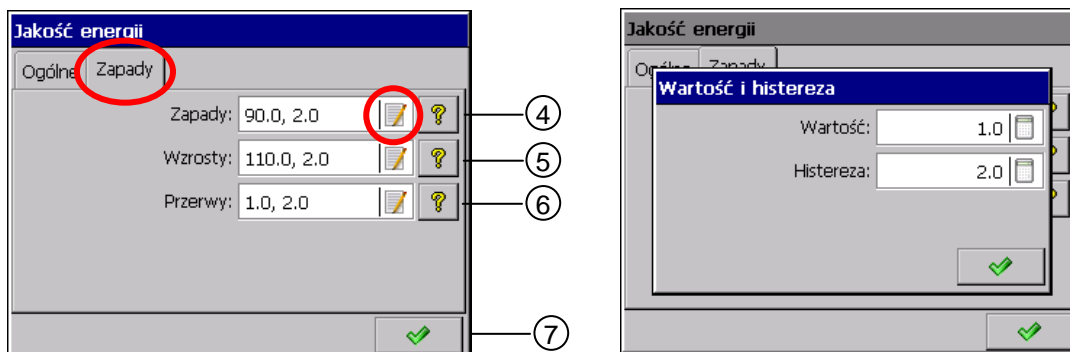 Jakość energii
Ogólne Zapady
Zapady: 90.0, 2.0 ? 4
Wzrosty: 110.0, 2.0 ? 5
Przerwy: 1.0, 2.0 ? 6
7
Jakość energii
Ogólne Zapady
Wartość i histereza
Wartość: 1.0
Histereza: 2.0